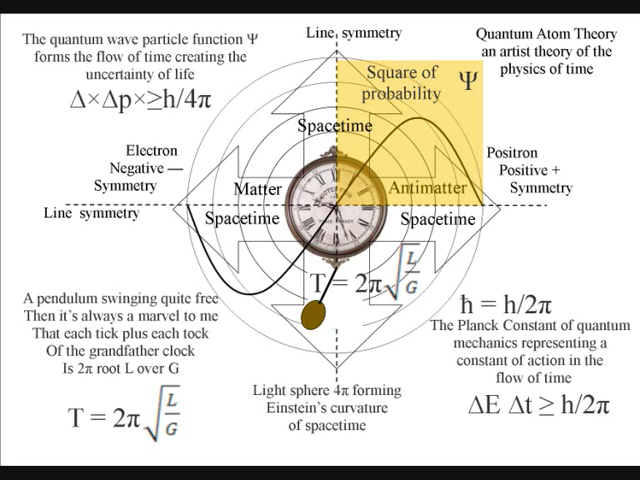 The quantum wave particle function Ψ
forms the flow of time creating the
uncertainty of life
Δ×Δp×≥h/4π
Line symmetry
Quantum Atom Theory
an artist theory of the
physics of time
Square of
probability
Ψ
Spacetime
Electron
Negative —
Symmetry
Positron
Positive +
Symmetry
Matter
Antimatter
Line symmetry
Spacetime
Spacetime
T = 2π√L/G
A pendulum swinging quite free
Then it's always a marvel to me
That each tick plus each tock
Of the grandfather clock
Is 2π root L over G
T = 2π√L/G
Light sphere 4π forming
Einstein's curvature
of spacetime
ħ = h/2π
The Planck Constant of quantum
mechanics representing a
constant of action in the
flow of time
ΔE Δt ≥ h/2π